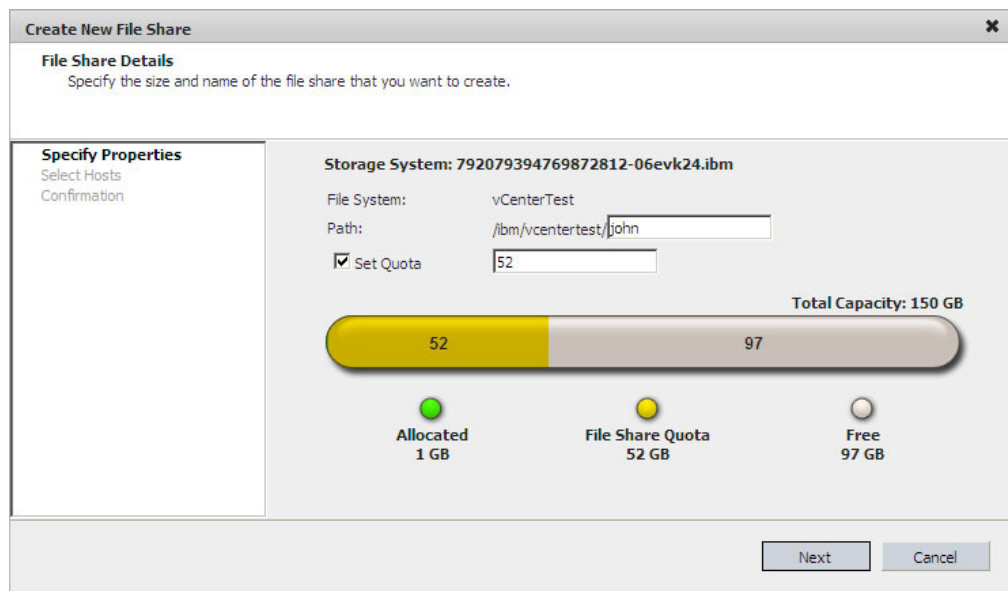 Create New File Share
File Share Details
Specify the size and name of the file share that you want to create.
Specify Properties
Select Hosts
Confirmation
Storage System: 792079394769872812-06evk24.ibm
File System: vCenterTest
Path: /ibm/vcentertest/john
Set Quota 52
Total Capacity: 150 GB
52 97
Allocated File Share Quota Free
1 GB 52 GB 97 GB
Next Cancel